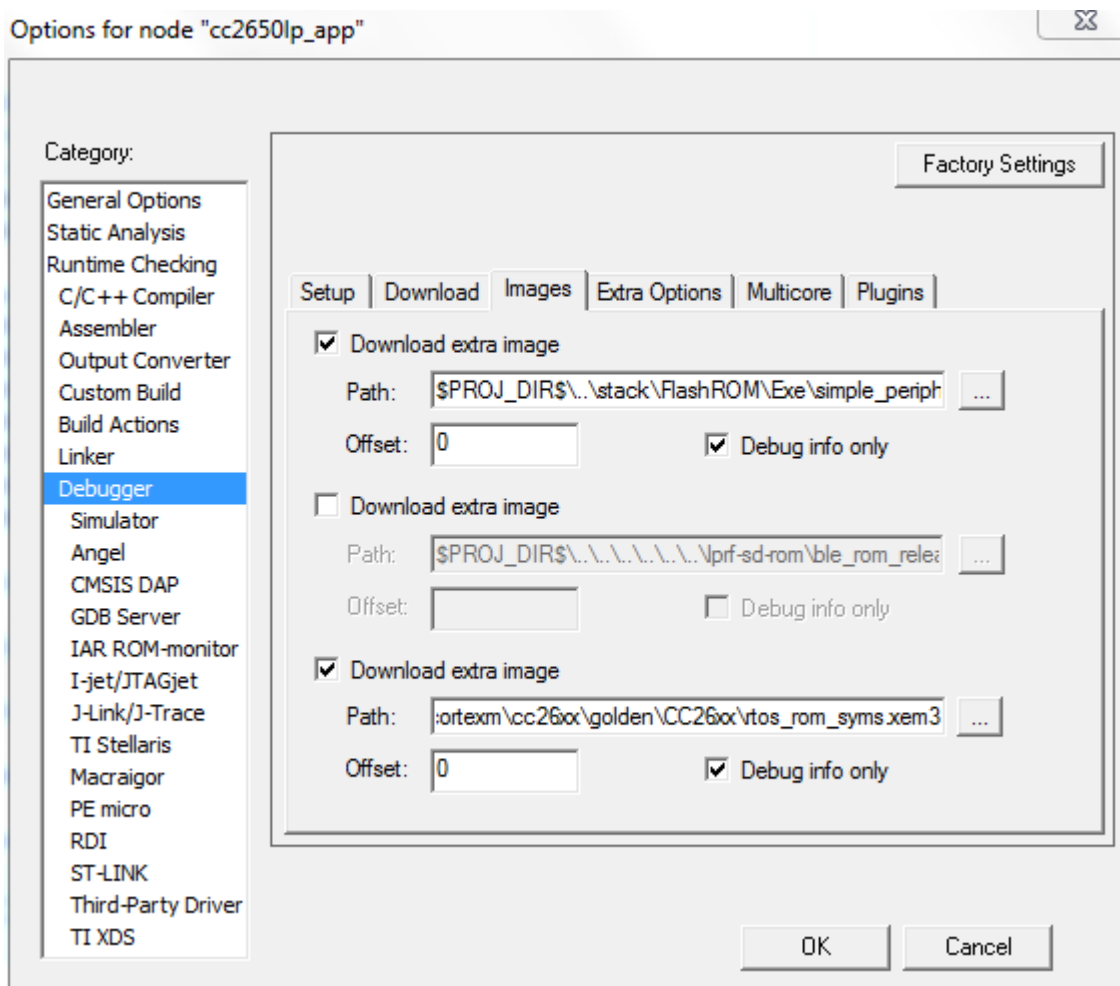 Options for node "cc2650lp_app"
Category:
General Options
Static Analysis
Runtime Checking
C/C++ Compiler
Assembler
Output Converter
Custom Build
Build Actions
Linker
Debugger
Simulator
Angel
CMSIS DAP
GDB Server
IAR ROM-monitor
I-jet/JTAGjet
J-Link/J-Trace
TI Stellaris
Macraigor
PE micro
RDI
ST-LINK
Third-Party Driver
TI XDS
Factory Settings
Setup Download Images Extra Options Multicore Plugins
Download extra image
Path: $PROJ_DIR$\..\stack\FlashROM\Exe\simple_periph ...
Offset: 0 Debug info only
Download extra image
Path: $PROJ_DIR$\..\..\..\..\..\..\lprf-sd-rom\ble_rom_relea ...
Offset: Debug info only
Download extra image
Path: cortexm\cc26xx\golden\CC26xx\rtos_rom_syms.xem3 ...
Offset: 0 Debug info only
OK Cancel